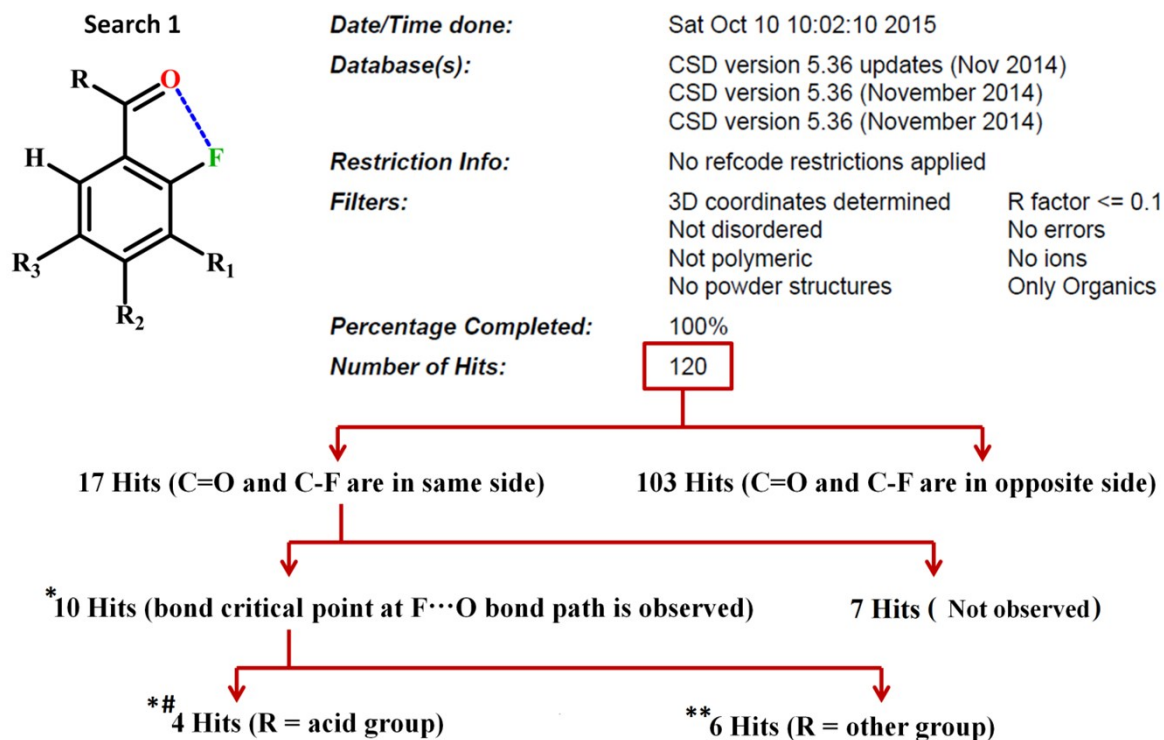 Search 1
R
O
F
H
R3
R1
R2
Date/Time done: Sat Oct 10 10:02:10 2015
Database(s): CSD version 5.36 updates (Nov 2014)
CSD version 5.36 (November 2014)
CSD version 5.36 (November 2014)
Restriction Info: No refcode restrictions applied
Filters: 3D coordinates determined R factor <= 0.1
Not disordered No errors
Not polymeric No ions
No powder structures Only Organics
Percentage Completed: 100%
Number of Hits: 120
17 Hits (C=O and C-F are in same side) 103 Hits (C=O and C-F are in opposite side)
*10 Hits (bond critical point at F···O bond path is observed) 7 Hits ( Not observed)
*#4 Hits (R = acid group) **6 Hits (R = other group)